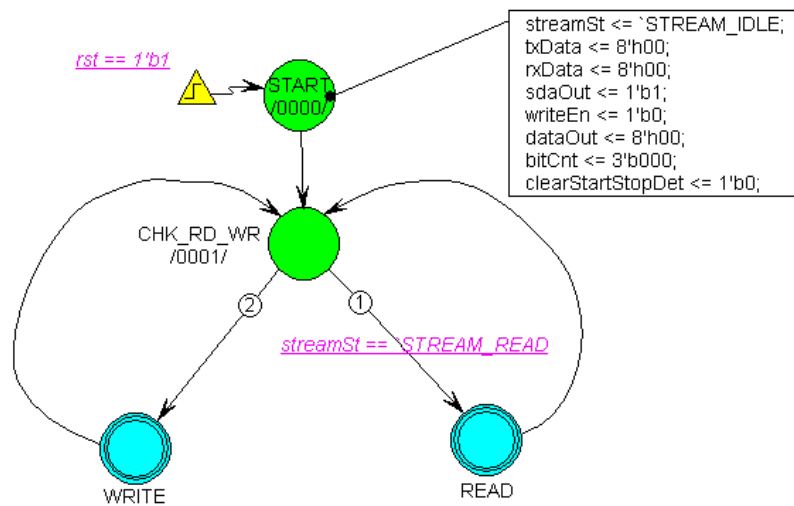 rst == 1'b1
START
/0000/
streamSt <= `STREAM_IDLE;
txData <= 8'h00;
rxData <= 8'h00;
sdaOut <= 1'b1;
writeEn <= 1'b0;
dataOut <= 8'h00;
bitCnt <= 3'b000;
clearStartStopDet <= 1'b0;
CHK_RD_WR
/0001/
2
1
streamSt == `STREAM_READ
WRITE
READ